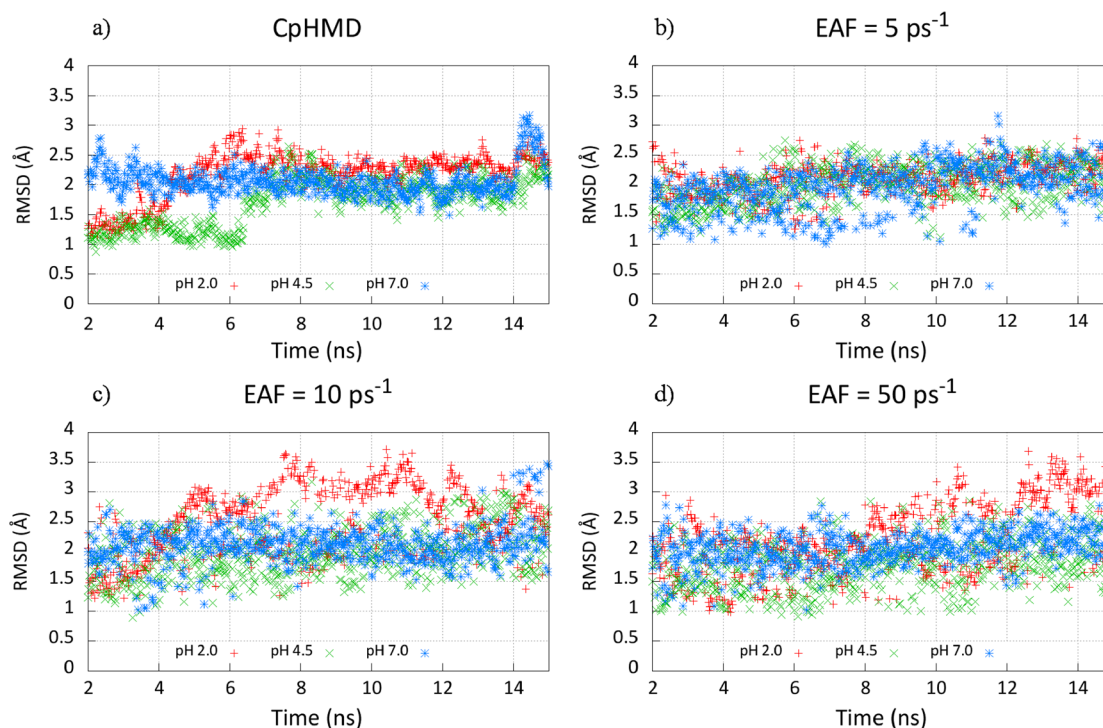 a) CpHMD
RMSD (Å)
4
3.5
3
2.5
2
1.5
1
0.5
0
pH 2.0 pH 4.5 pH 7.0
2 4 6 8 10 12 14
Time (ns)
b) EAF = 5 ps⁻¹
RMSD (Å)
4
3.5
3
2.5
2
1.5
1
0.5
0
pH 2.0 pH 4.5 pH 7.0
2 4 6 8 10 12 14
Time (ns)
c) EAF = 10 ps⁻¹
RMSD (Å)
4
3.5
3
2.5
2
1.5
1
0.5
0
pH 2.0 pH 4.5 pH 7.0
2 4 6 8 10 12 14
Time (ns)
d) EAF = 50 ps⁻¹
RMSD (Å)
4
3.5
3
2.5
2
1.5
1
0.5
0
pH 2.0 pH 4.5 pH 7.0
2 4 6 8 10 12 14
Time (ns)